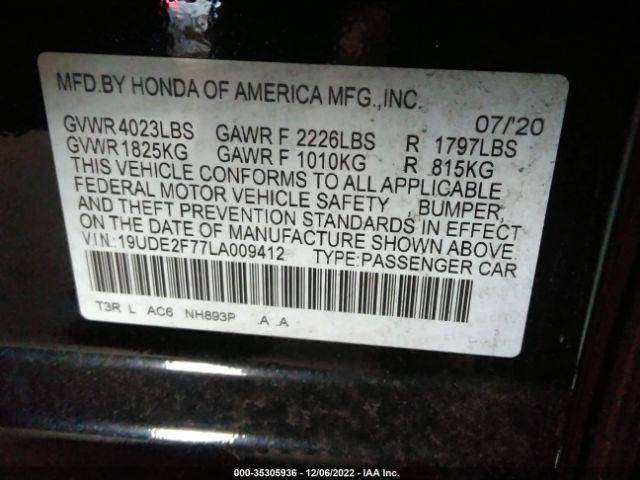 MFD.BY HONDA OF AMERICA MFG.,INC.
07/'20
GVWR 4023LBS GAWR F 2226LBS R 1797LBS
GVWR 1825KG GAWR F 1010KG R 815KG
THIS VEHICLE CONFORMS TO ALL APPLICABLE
FEDERAL MOTOR VEHICLE SAFETY , BUMPER,
AND THEFT PREVENTION STANDARDS IN EFFECT
ON THE DATE OF MANUFACTURE SHOWN ABOVE.
V.I.N.:19UDE2F77LA009412 TYPE:PASSENGER CAR
T3R L AC6 NH893P .A .A
000-35305936 - 12/06/2022 - IAA Inc.